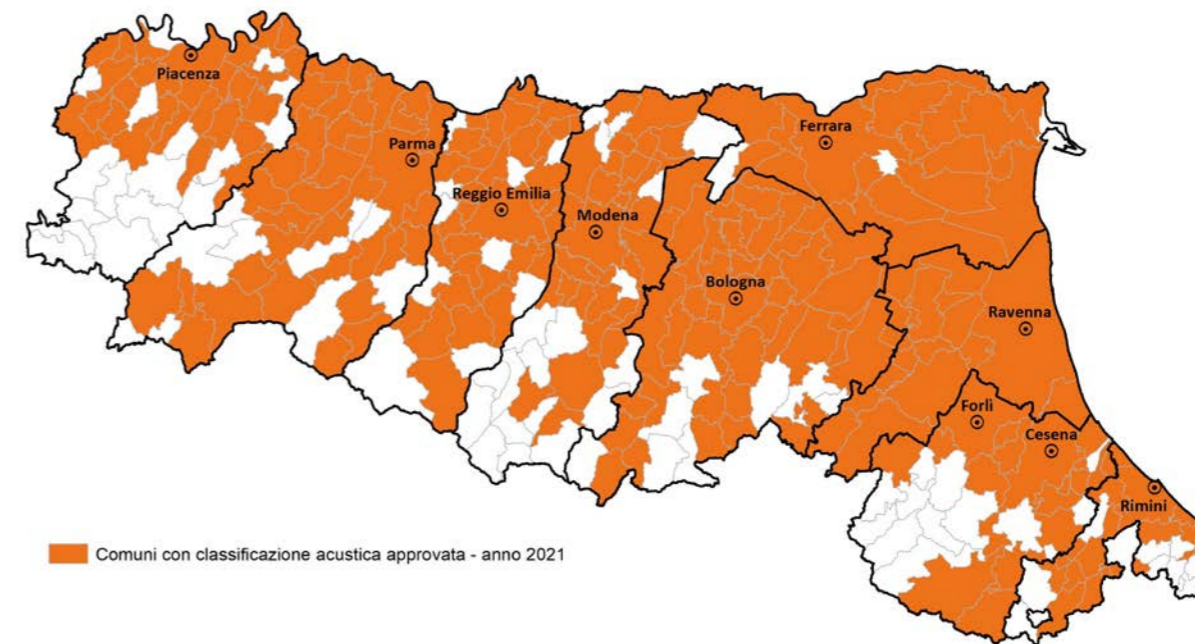 Piacenza
Parma
Ferrara
Reggio Emilia
Modena
Bologna
Ravenna
Forlì
Cesena
Rimini
Comuni con classificazione acustica approvata - anno 2021